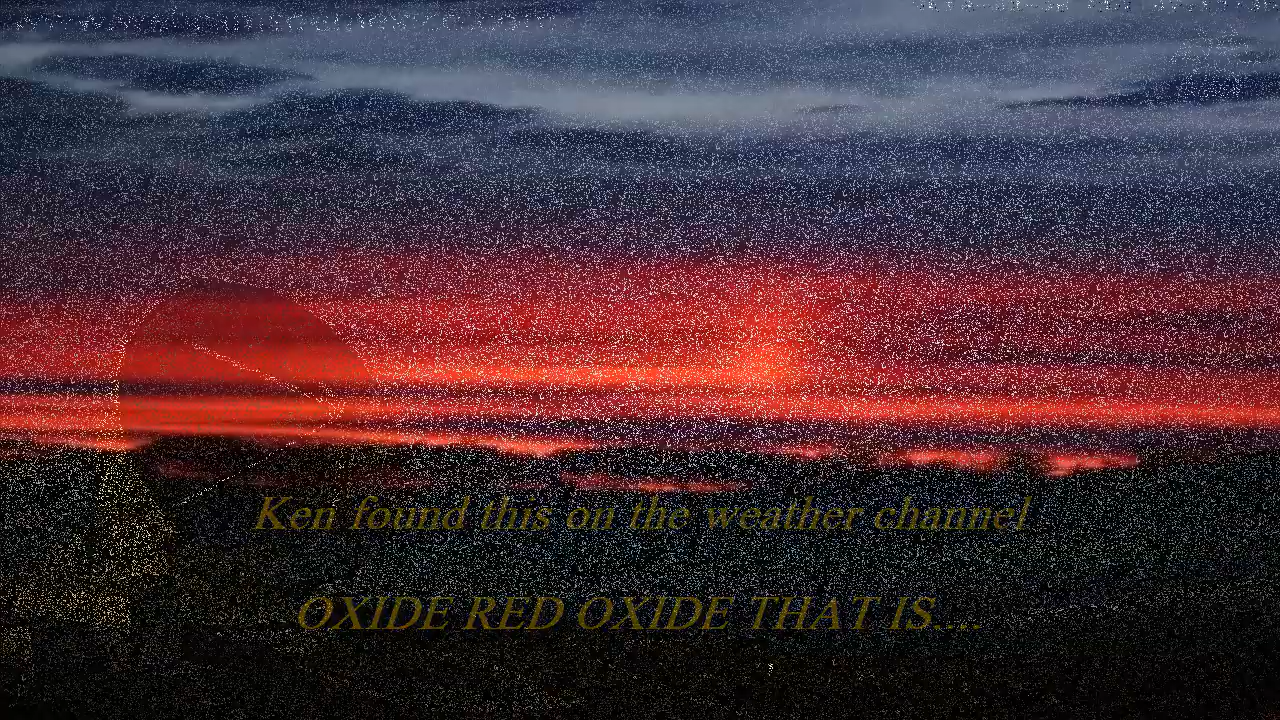 Ken found this on the weather channel
OXIDE RED OXIDE THAT IS....